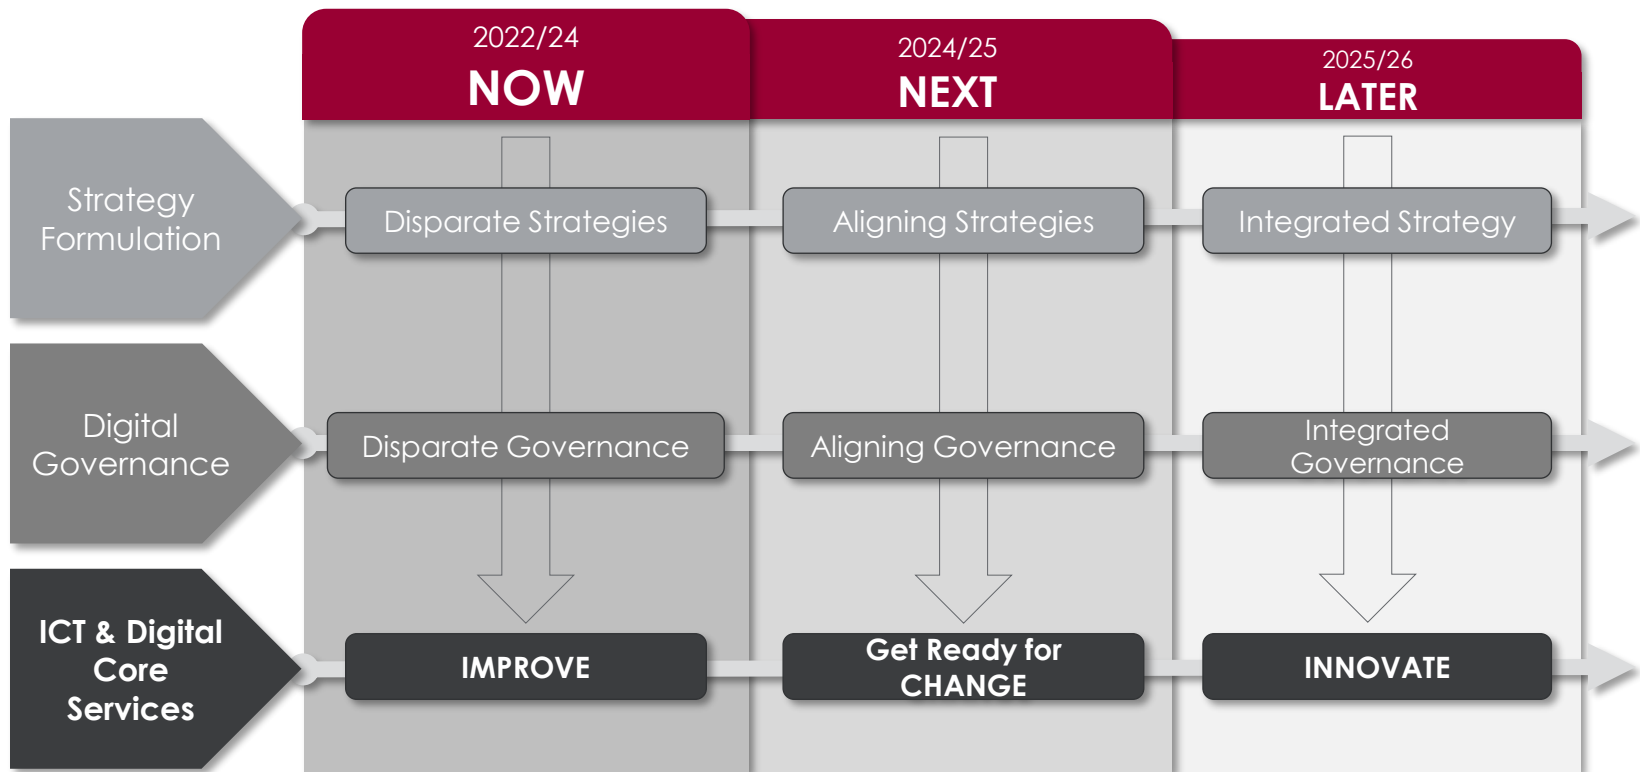 2022/24
NOW
2024/25
NEXT
2025/26
LATER
Strategy
Formulation
Disparate Strategies
Aligning Strategies
Integrated Strategy
Digital
Governance
Disparate Governance
Aligning Governance
Integrated
Governance
ICT & Digital
Core
Services
IMPROVE
Get Ready for
CHANGE
INNOVATE